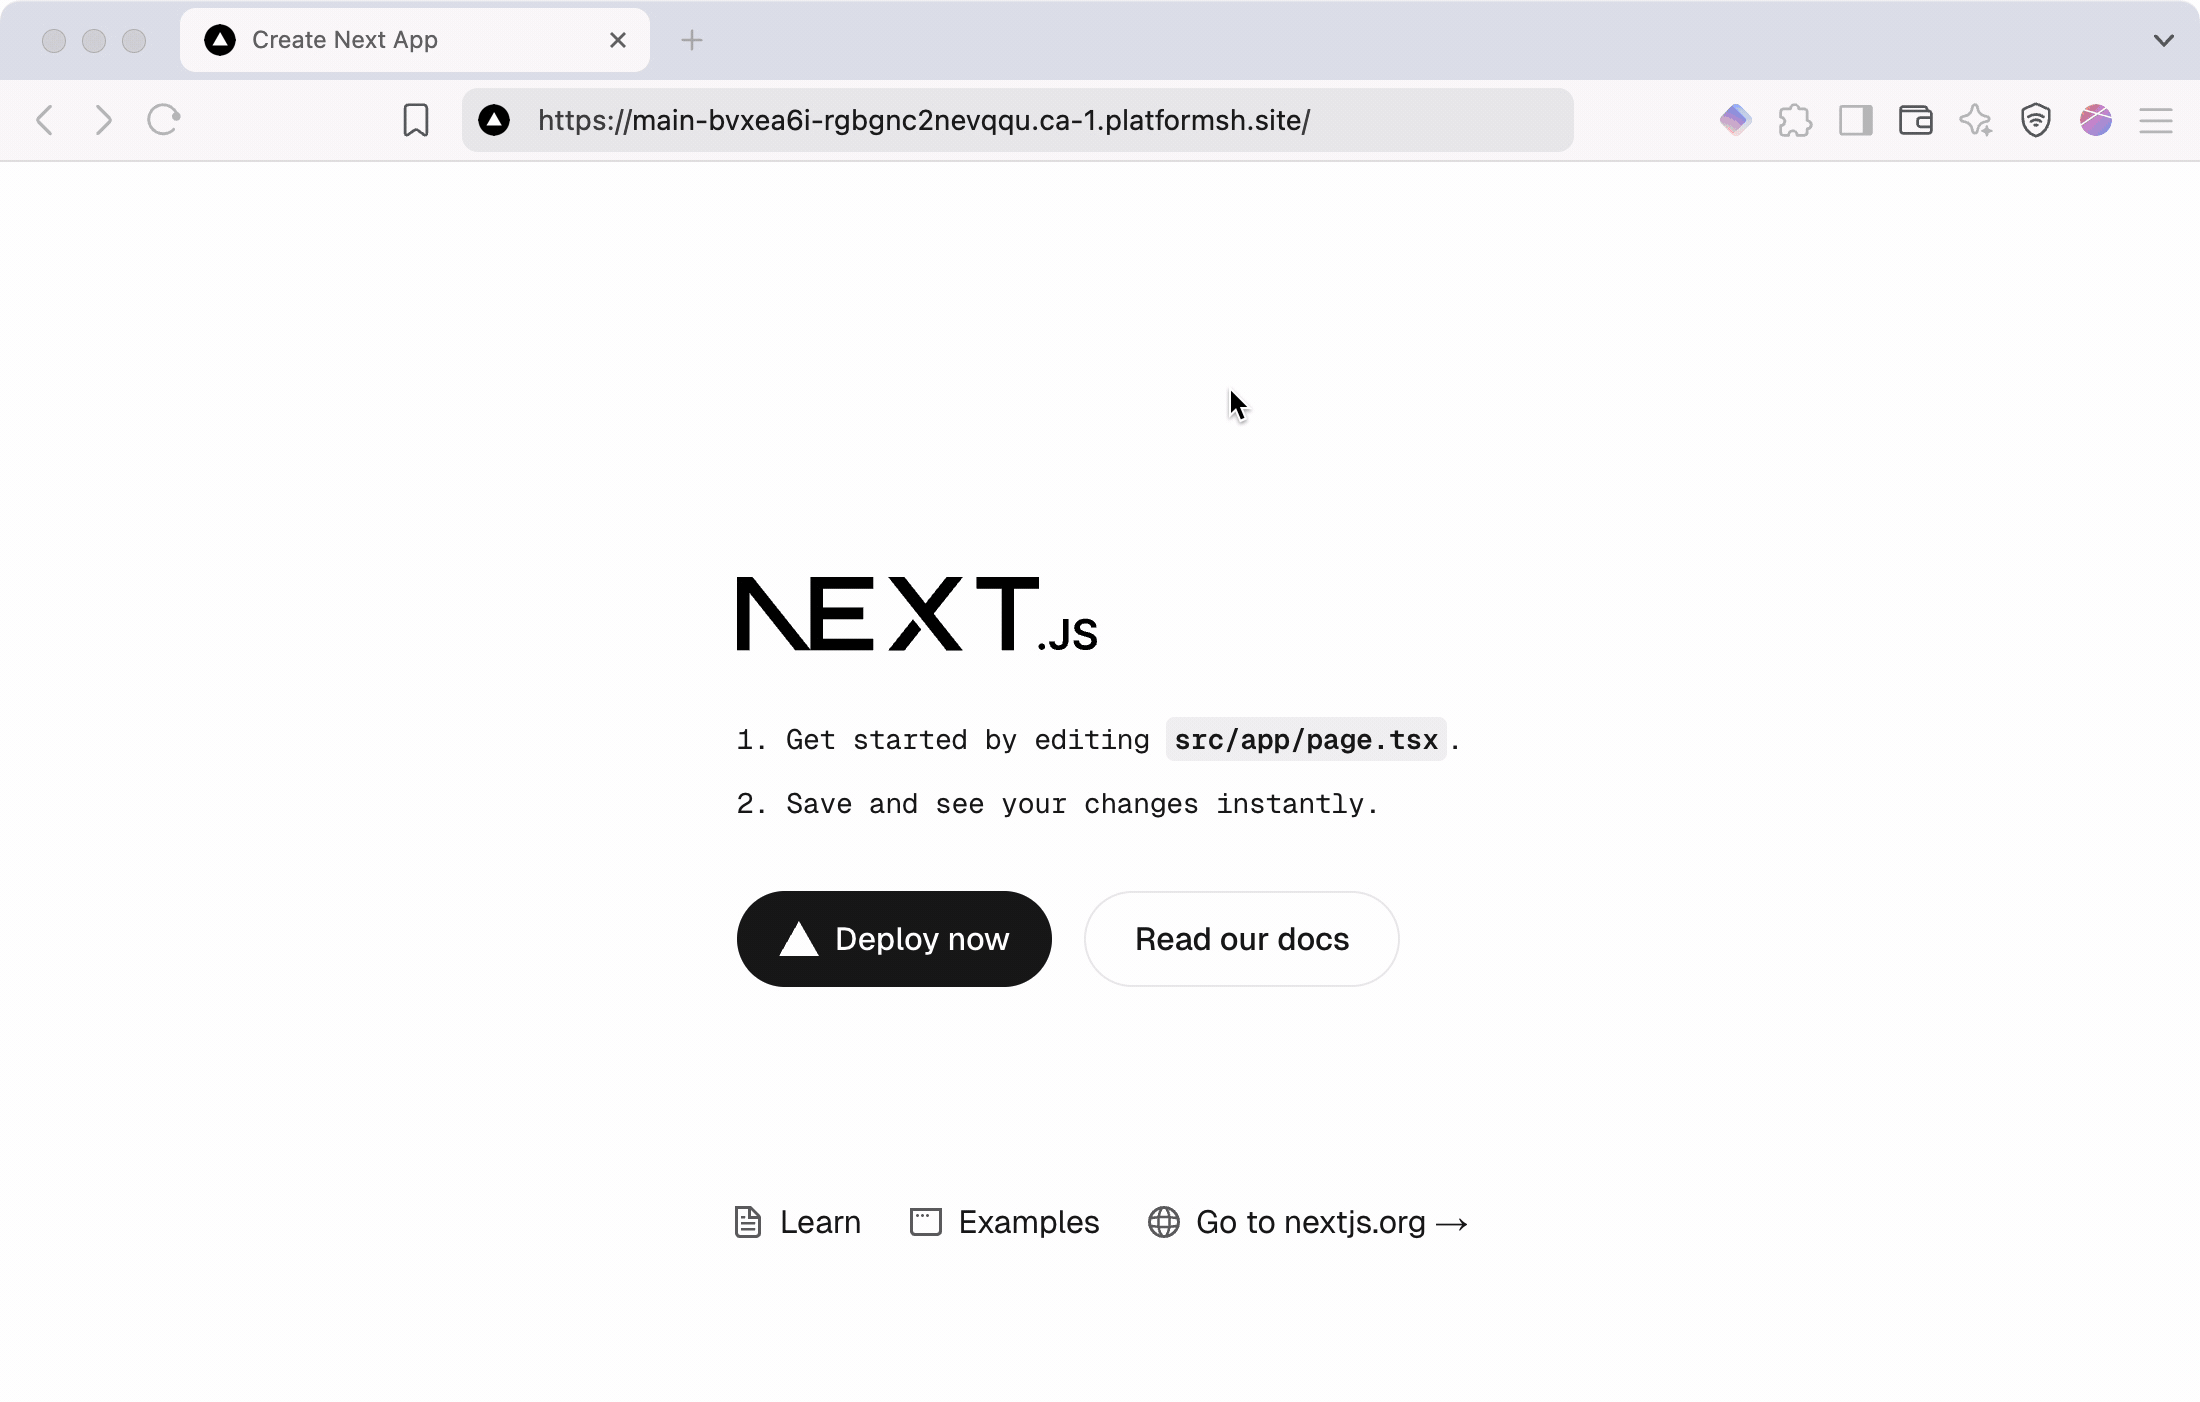 Create Next App
https://main-bvxea6i-rgbgnc2nevqqu.ca-1.platformsh.site/
NEXT.JS
1. Get started by editing src/app/page.tsx.
2. Save and see your changes instantly.
Deploy now
Read our docs
Learn
Examples
Go to nextjs.org →